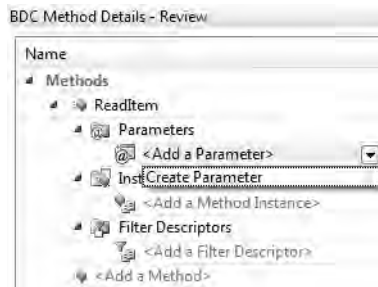 BDC Method Details - Review
Name
Methods
ReadItem
Parameters
<Add a Parameter>
Inst
Create Parameter
<Add a Method Instance>
Filter Descriptors
<Add a Filter Descriptor>
<Add a Method>